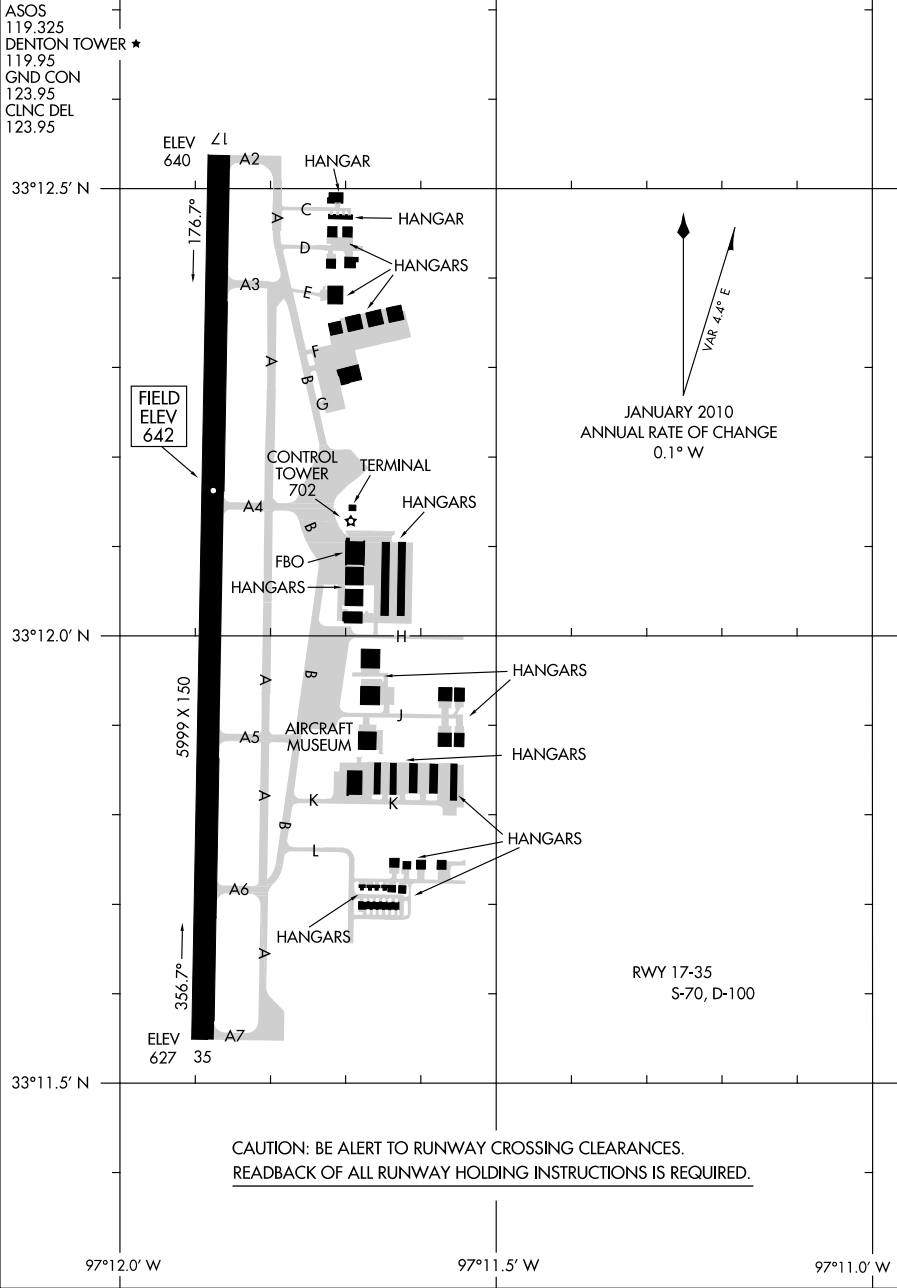 ASOS
119.325
DENTON TOWER ★
119.95
GND CON
123.95
CLNC DEL
123.95
ELEV
640
17
A2
HANGAR
33°12.5' N
C
A
HANGAR
176.7°
D
HANGARS
A3
E
VAR 4.4° E
F
A
B
G
FIELD
ELEV
642
JANUARY 2010
ANNUAL RATE OF CHANGE
0.1° W
CONTROL
TOWER
702
TERMINAL
A4
HANGARS
B
FBO
HANGARS
33°12.0' N
H
HANGARS
A
B
5999 X 150
J
A5
AIRCRAFT
MUSEUM
HANGARS
A
K
K
B
L
HANGARS
A6
HANGARS
A
356.7°
RWY 17-35
S-70, D-100
A7
ELEV
627
35
33°11.5' N
CAUTION: BE ALERT TO RUNWAY CROSSING CLEARANCES.
READBACK OF ALL RUNWAY HOLDING INSTRUCTIONS IS REQUIRED.
97°12.0' W
97°11.5' W
97°11.0' W